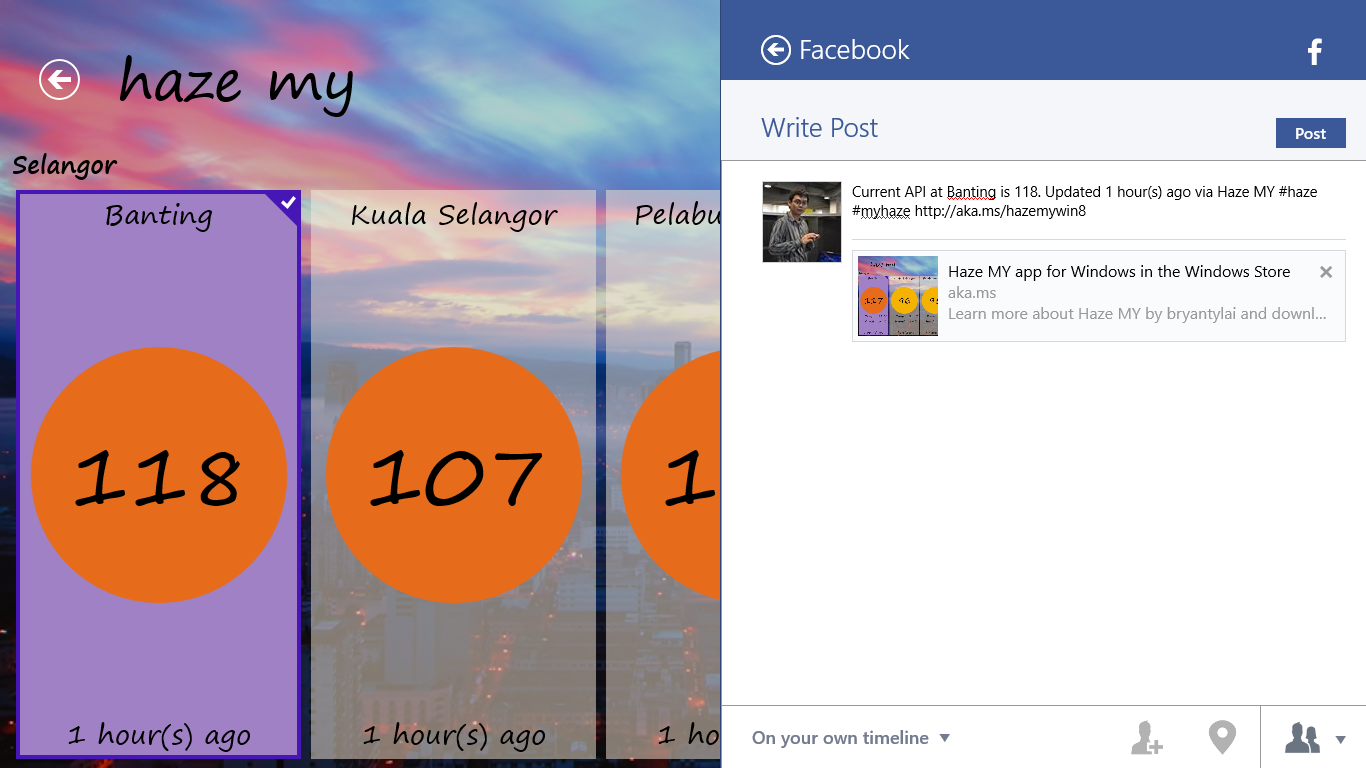 haze my
Selangor
Banting
118
1 hour(s) ago
Kuala Selangor
107
1 hour(s) ago
Pelabu
1
1 ho
Facebook
f
Write Post
Post
Current API at Banting is 118. Updated 1 hour(s) ago via Haze MY #haze
#myhaze http://aka.ms/hazemywin8
Haze MY app for Windows in the Windows Store
aka.ms
Learn more about Haze MY by bryantylai and downl...
On your own timeline